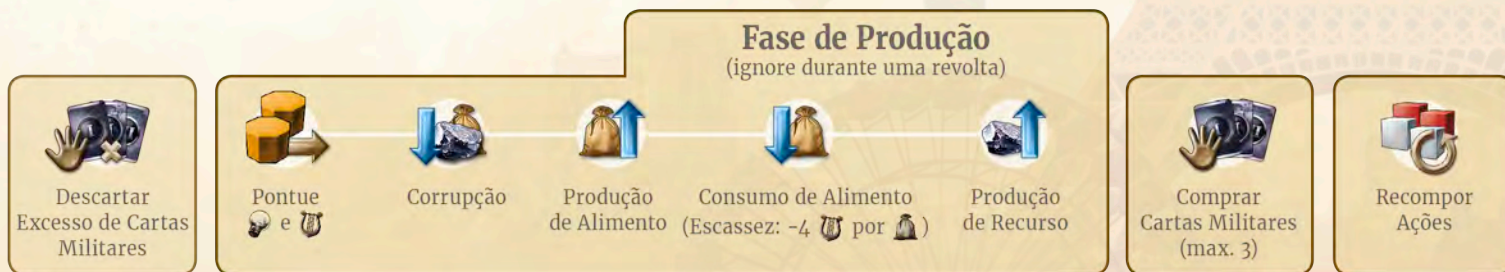 Fase de Produção
(ignore durante uma revolta)
Descartar
Excesso de Cartas
Militares
Pontue
e
Corrupção
Produção
de Alimento
Consumo de Alimento
(Escassez: -4 por )
Produção
de Recurso
Comprar
Cartas Militares
(max. 3)
Recompor
Ações